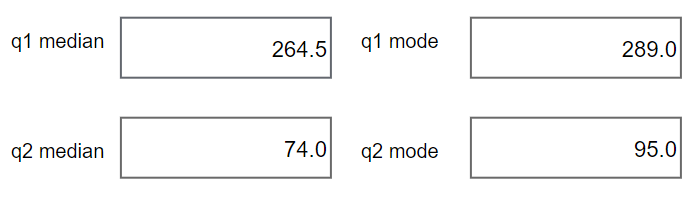 q1 median 264.5 q1 mode 289.0
q2 median 74.0 q2 mode 95.0